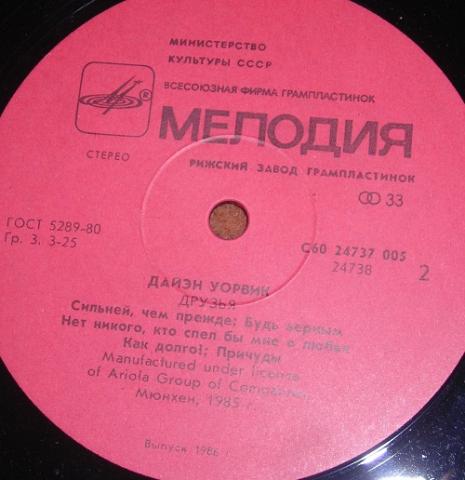 МИНИСТЕРСТВО
КУЛЬТУРЫ СССР
ВСЕСОЮЗНАЯ ФИРМА ГРАМПЛАСТИНОК
МЕЛОДИЯ
СТЕРЕО
РИЖСКИЙ ЗАВОД ГРАМПЛАСТИНОК
33
ГОСТ 5289-80
Гр. 3. 3-25
С60 24737 005
24738
2
ДАЙЭН УОРВИК
ДРУЗЬЯ
Сильней, чем прежде; Будь верным
Нет никого, кто спел бы мне о любви
Как долго!; Причуды
Manufactured under license
of Ariola Group of Companies,
Мюнхен, 1985 г.
Выпуск 1986 г.